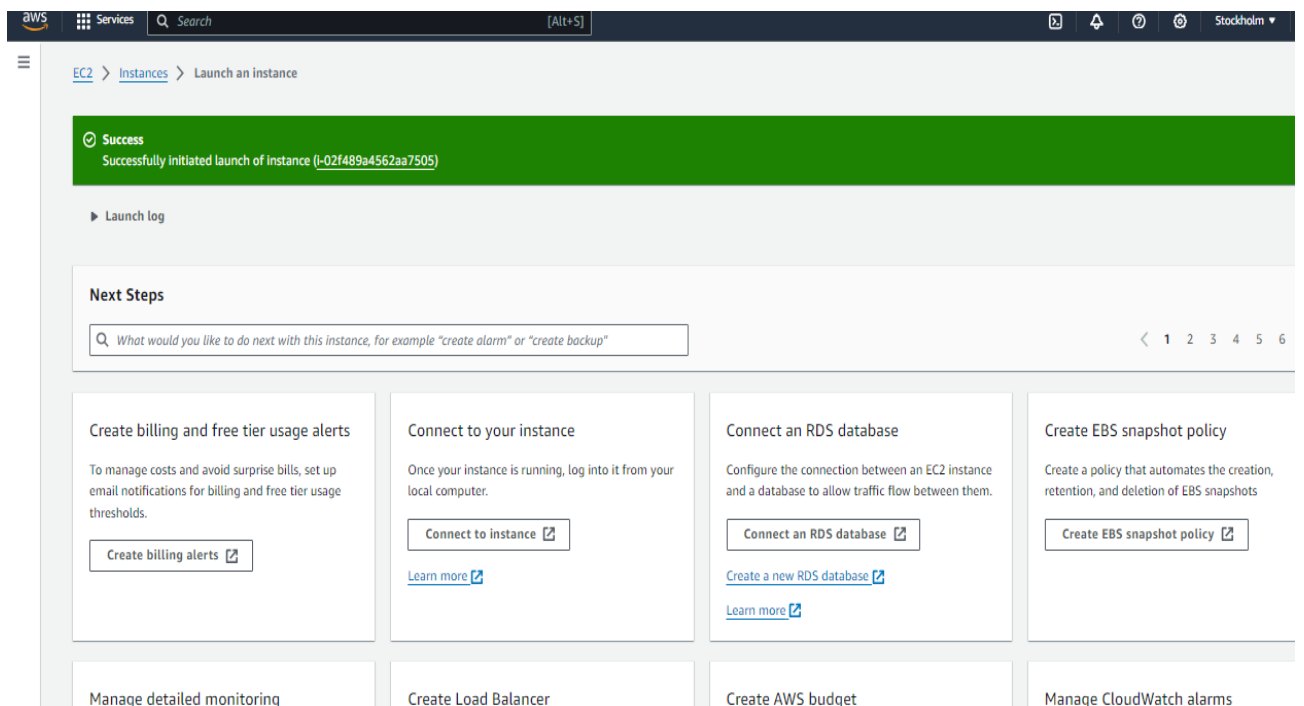 aws
Services
Search
[Alt+S]
Stockholm
EC2 Instances Launch an instance
Success
Successfully initiated launch of instance (i-02f489a4562aa7505)
Launch log
Next Steps
What would you like to do next with this instance, for example "create alarm" or "create backup"
1 2 3 4 5 6
Create billing and free tier usage alerts
To manage costs and avoid surprise bills, set up
email notifications for billing and free tier usage
thresholds.
Create billing alerts
Connect to your instance
Once your instance is running, log into it from your
local computer.
Connect to instance
Learn more
Connect an RDS database
Configure the connection between an EC2 instance
and a database to allow traffic flow between them.
Connect an RDS database
Create a new RDS database
Learn more
Create EBS snapshot policy
Create a policy that automates the creation,
retention, and deletion of EBS snapshots
Create EBS snapshot policy
Manage detailed monitoring
Create Load Balancer
Create AWS budget
Manage CloudWatch alarms